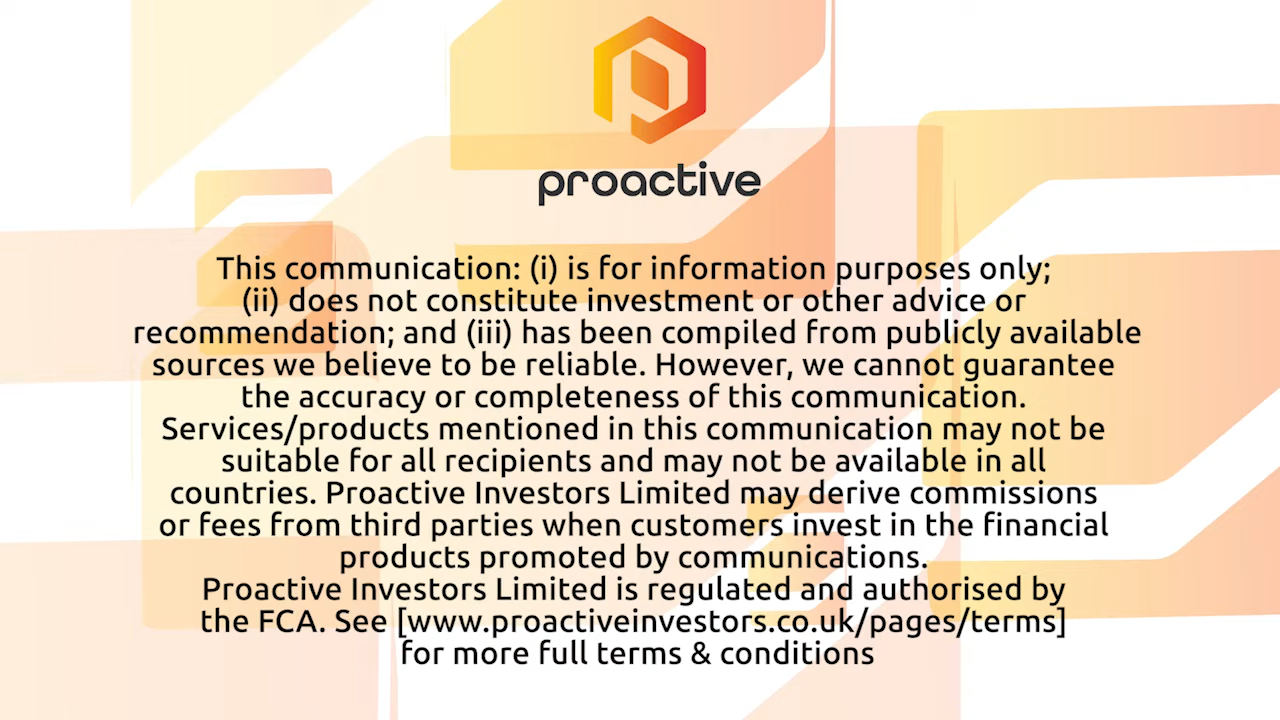 proactive
This communication: (i) is for information purposes only;
(ii) does not constitute investment or other advice or
recommendation; and (iii) has been compiled from publicly available
sources we believe to be reliable. However, we cannot guarantee
the accuracy or completeness of this communication.
Services/products mentioned in this communication may not be
suitable for all recipients and may not be available in all
countries. Proactive Investors Limited may derive commissions
or fees from third parties when customers invest in the financial
products promoted by communications.
Proactive Investors Limited is regulated and authorised by
the FCA. See [www.proactiveinvestors.co.uk/pages/terms]
for more full terms & conditions